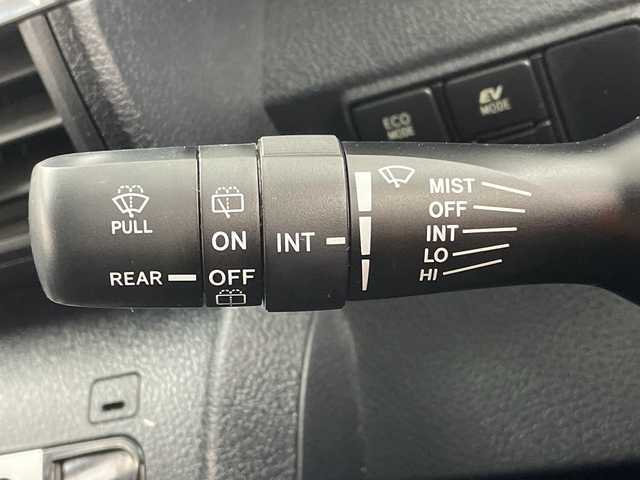 ECO
MODE
EV
MODE
PULL
REAR
ON
OFF
INT
MIST
OFF
INT
LO
HI